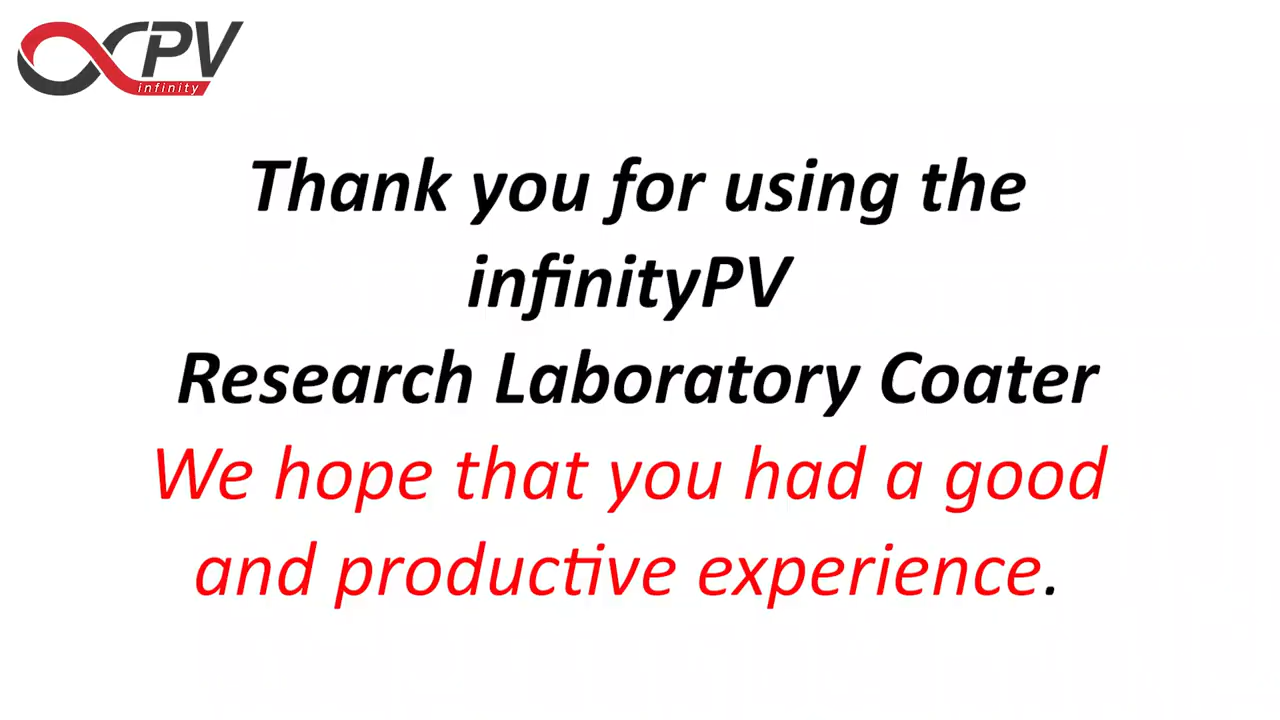 PV
infinity
Thank you for using the
infinityPV
Research Laboratory Coater
We hope that you had a good
and productive experience.